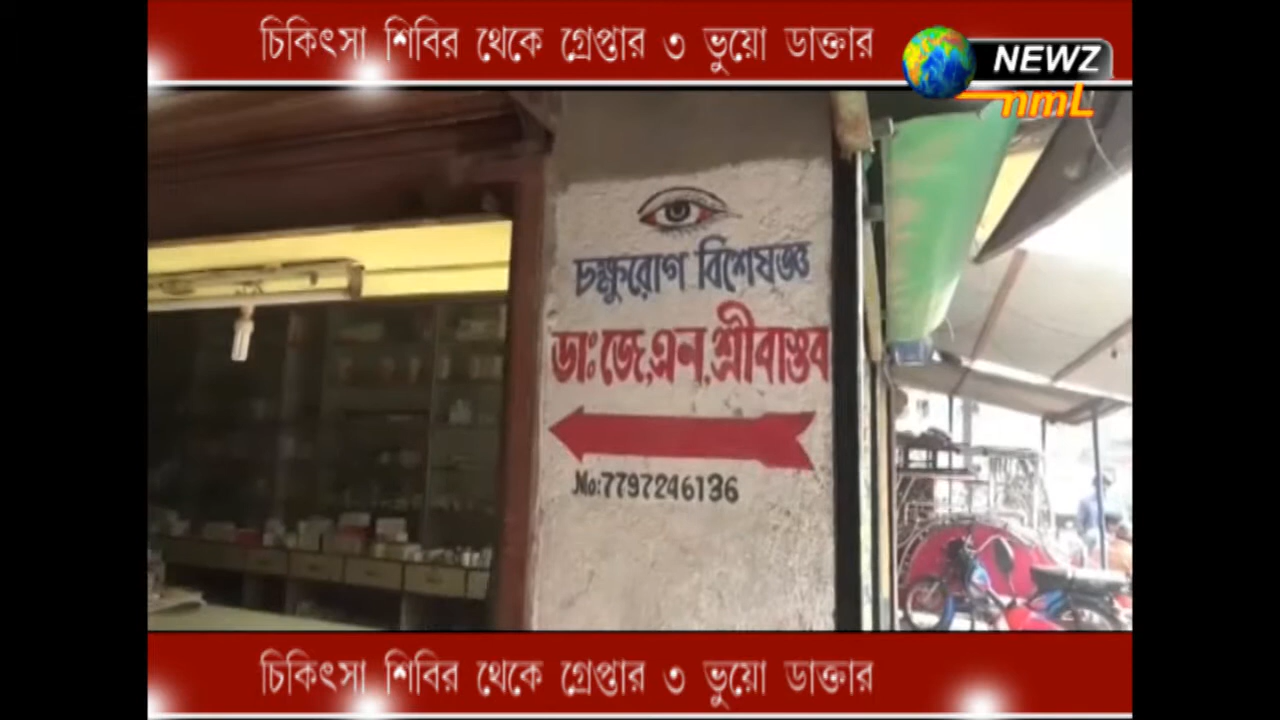 চিকিৎসা শিবির থেকে গ্রেপ্তার ৩ ভুয়ো ডাক্তার
NEWZ
nmL
চক্ষুরোগ বিশেষজ্ঞ
ডাঃ জে.এন.শ্রীবাস্তব
No:7797246136
চিকিৎসা শিবির থেকে গ্রেপ্তার ৩ ভুয়ো ডাক্তার